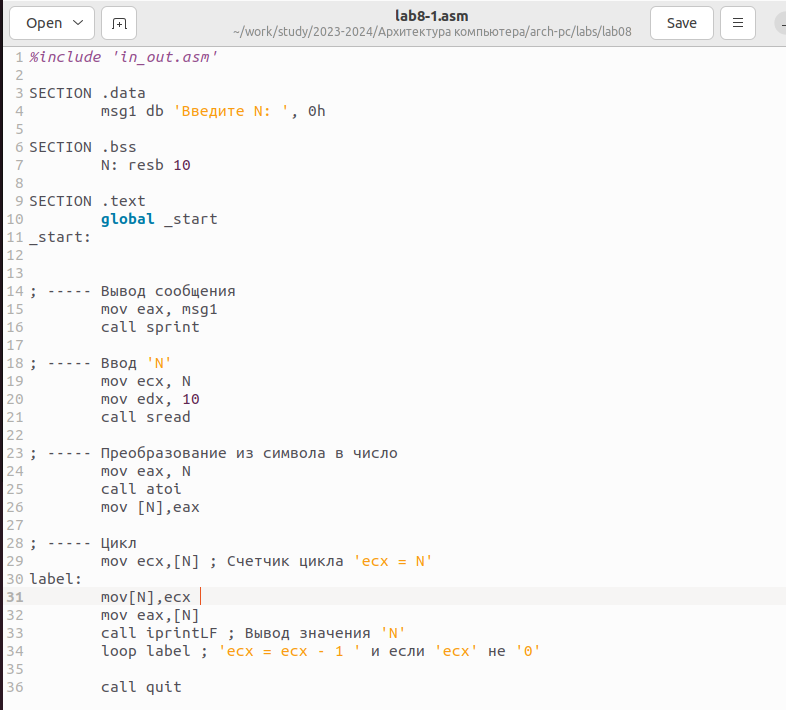 Open
lab8-1.asm
~/work/study/2023-2024/Архитектура компьютера/arch-pc/labs/lab08
Save
1 %include 'in_out.asm'
2
3 SECTION .data
4 msg1 db 'Введите N: ', 0h
5
6 SECTION .bss
7 N: resb 10
8
9 SECTION .text
10 global _start
11 _start:
12
13
14 ; ----- Вывод сообщения
15 mov eax, msg1
16 call sprint
17
18 ; ----- Ввод 'N'
19 mov ecx, N
20 mov edx, 10
21 call sread
22
23 ; ----- Преобразование из символа в число
24 mov eax, N
25 call atoi
26 mov [N],eax
27
28 ; ----- Цикл
29 mov ecx,[N] ; Счетчик цикла 'ecx = N'
30 label:
31 mov[N],ecx
32 mov eax,[N]
33 call iprintLF ; Вывод значения 'N'
34 loop label ; 'ecx = ecx - 1 ' и если 'ecx' не '0'
35
36 call quit